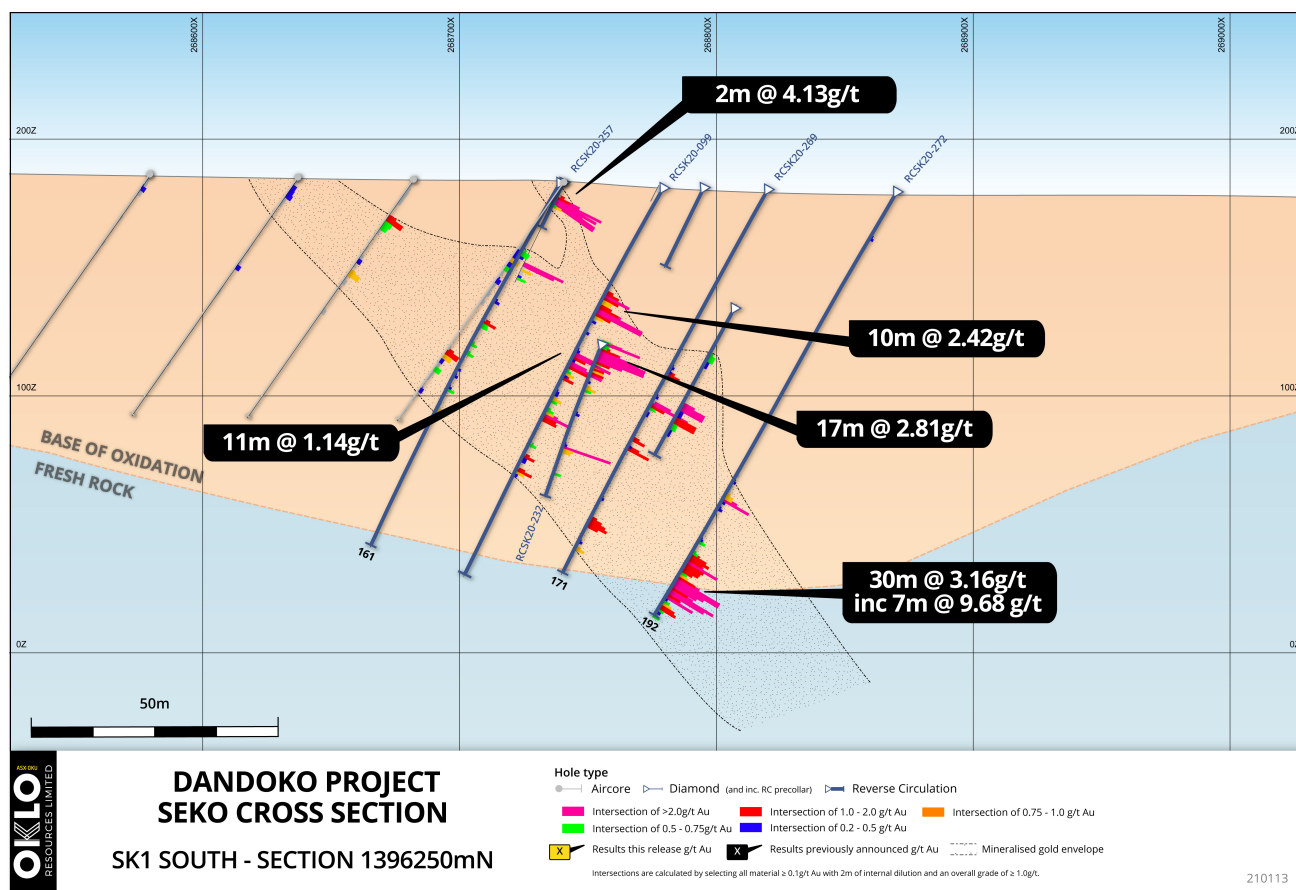 268600X
268700X
268800X
268900X
269000X
200Z
200Z
2m @ 4.13g/t
RCSK20-257
RCSK20-099
RCSK20-269
RCSK20-272
10m @ 2.42g/t
100Z
100Z
17m @ 2.81g/t
11m @ 1.14g/t
BASE OF OXIDATION
FRESH ROCK
RCSK20-232
161
171
192
30m @ 3.16g/t
inc 7m @ 9.68 g/t
0Z
0Z
50m
ASX:OKU
OKLO
RESOURCES LIMITED
DANDOKO PROJECT
SEKO CROSS SECTION
SK1 SOUTH - SECTION 1396250mN
Hole type
Aircore
Diamond (and inc. RC precollar)
Reverse Circulation
Intersection of >2.0g/t Au
Intersection of 1.0 - 2.0 g/t Au
Intersection of 0.75 - 1.0 g/t Au
Intersection of 0.5 - 0.75g/t Au
Intersection of 0.2 - 0.5 g/t Au
X
Results this release g/t Au
X
Results previously announced g/t Au
Mineralised gold envelope
Intersections are calculated by selecting all material ≥ 0.1g/t Au with 2m of internal dilution and an overall grade of ≥ 1.0g/t.
210113